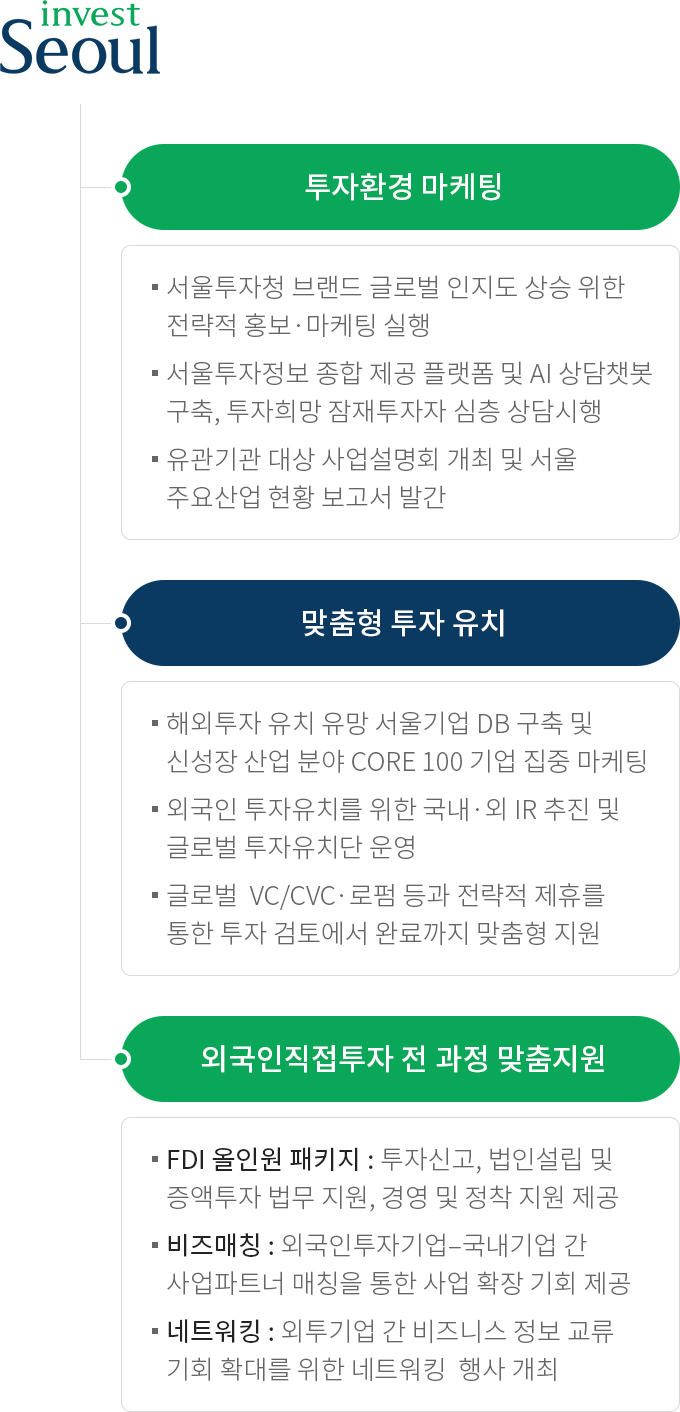 invest
Seoul
투자환경 마케팅
▪ 서울투자청 브랜드 글로벌 인지도 상승 위한
전략적 홍보·마케팅 실행
▪ 서울투자정보 종합 제공 플랫폼 및 AI 상담챗봇
구축, 투자희망 잠재투자자 심층 상담시행
▪ 유관기관 대상 사업설명회 개최 및 서울
주요산업 현황 보고서 발간
맞춤형 투자 유치
▪ 해외투자 유치 유망 서울기업 DB 구축 및
신성장 산업 분야 CORE 100 기업 집중 마케팅
▪ 외국인 투자유치를 위한 국내·외 IR 추진 및
글로벌 투자유치단 운영
▪ 글로벌  VC/CVC·로펌 등과 전략적 제휴를
통한 투자 검토에서 완료까지 맞춤형 지원
외국인직접투자 전 과정 맞춤지원
▪ FDI 올인원 패키지 : 투자신고, 법인설립 및
증액투자 법무 지원, 경영 및 정착 지원 제공
▪ 비즈매칭 : 외국인투자기업–국내기업 간
사업파트너 매칭을 통한 사업 확장 기회 제공
▪ 네트워킹 : 외투기업 간 비즈니스 정보 교류
기회 확대를 위한 네트워킹  행사 개최